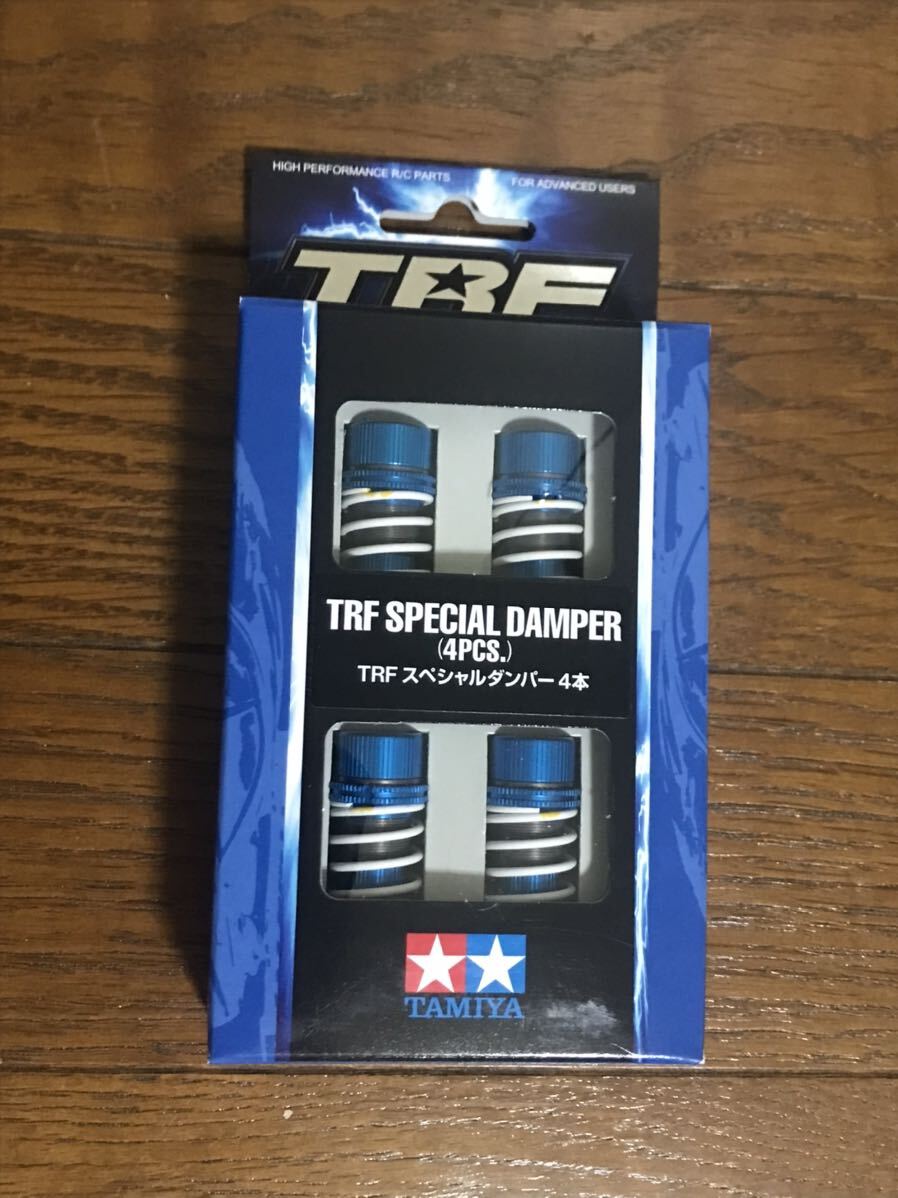 HIGH PERFORMANCE R/C PARTS
FOR ADVANCED USERS
TRF
TRF SPECIAL DAMPER
(4PCS.)
TRF スペシャルダンパー 4本
TAMIYA